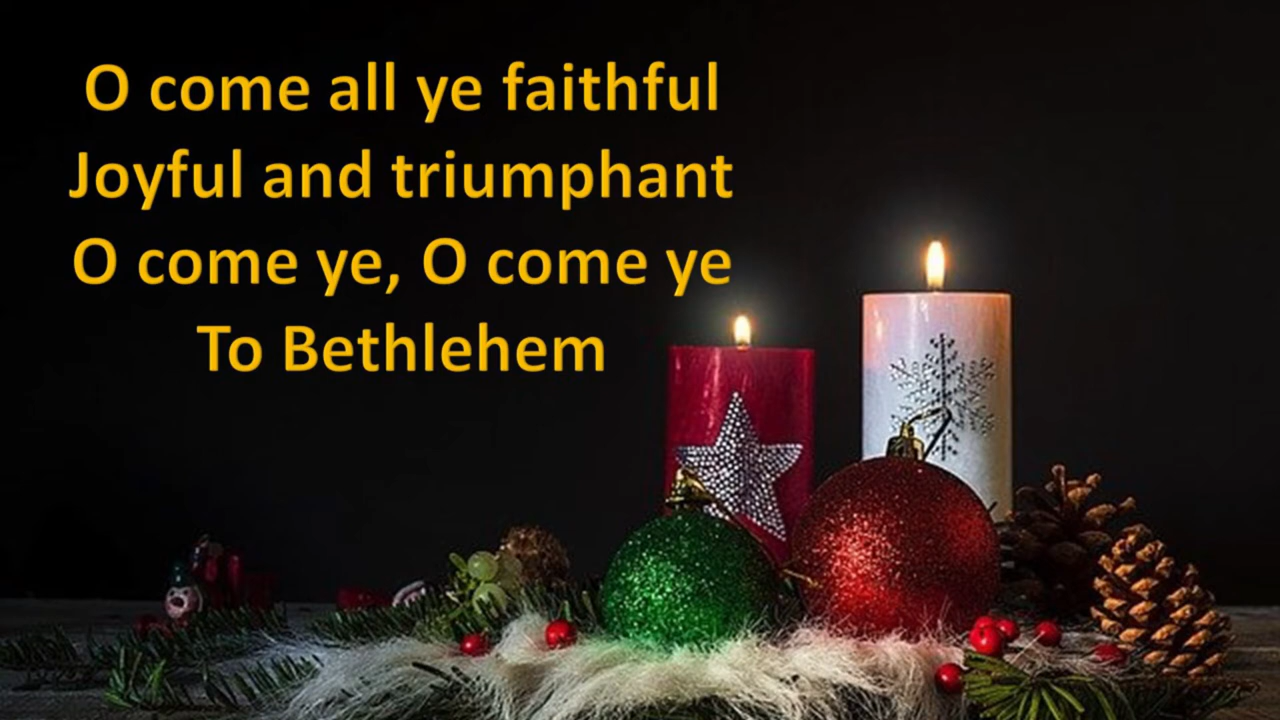 O come all ye faithful
Joyful and triumphant
O come ye, O come ye
To Bethlehem